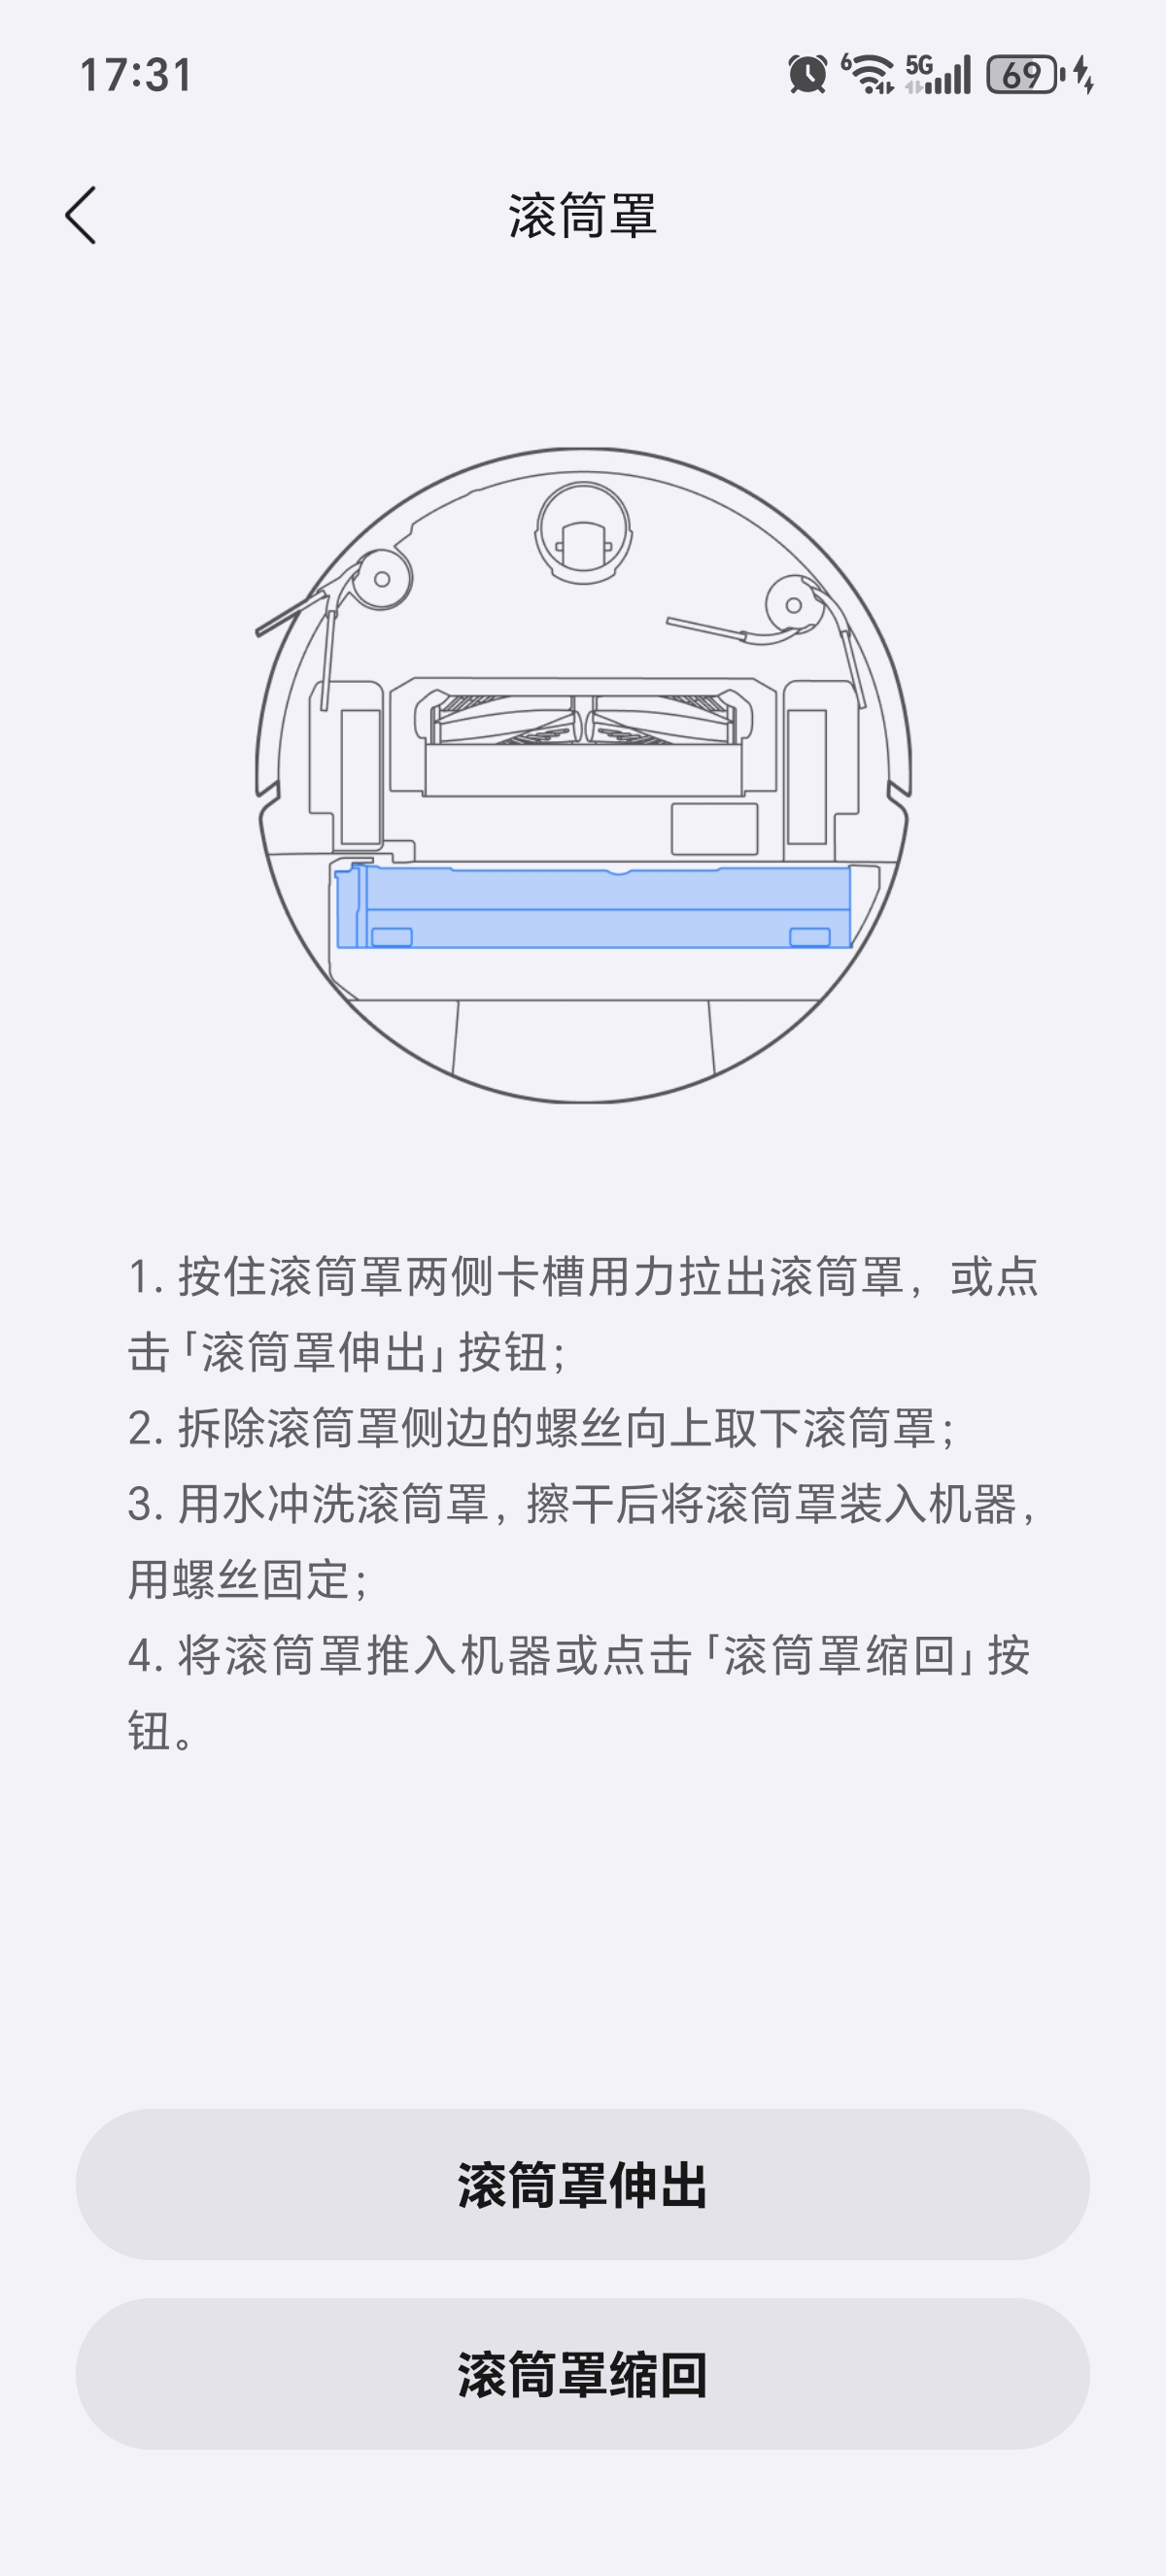 17:31
6
5G
69
滚筒罩
1. 按住滚筒罩两侧卡槽用力拉出滚筒罩，或点
击「滚筒罩伸出」按钮；
2. 拆除滚筒罩侧边的螺丝向上取下滚筒罩；
3. 用水冲洗滚筒罩，擦干后将滚筒罩装入机器，
用螺丝固定；
4. 将滚筒罩推入机器或点击「滚筒罩缩回」按
钮。
滚筒罩伸出
滚筒罩缩回